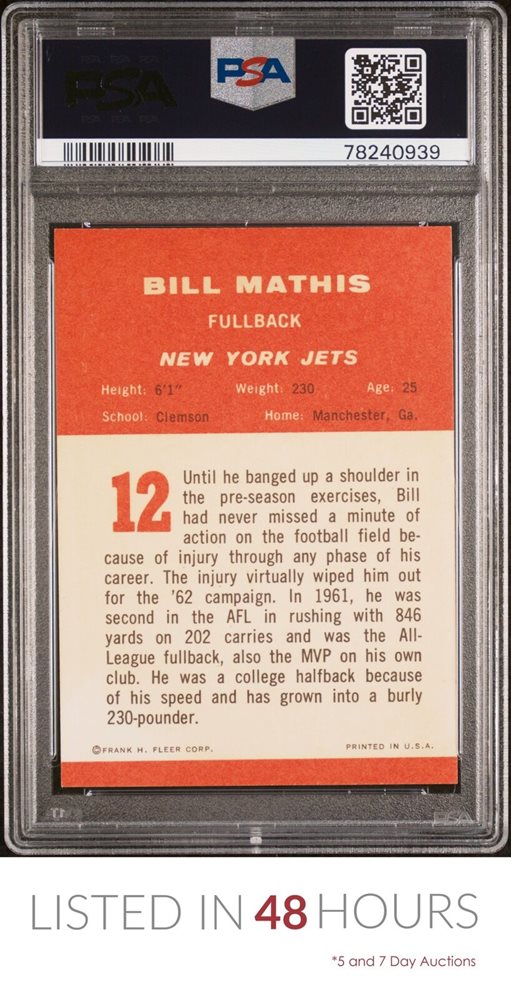 PSA
PSA
78240939
BILL MATHIS
FULLBACK
NEW YORK JETS
Height: 6'1" Weight: 230 Age: 25
School: Clemson Home: Manchester, Ga.
12
Until he banged up a shoulder in
the pre-season exercises, Bill
had never missed a minute of
action on the football field be-
cause of injury through any phase of his
career. The injury virtually wiped him out
for the '62 campaign. In 1961, he was
second in the AFL in rushing with 846
yards on 202 carries and was the All-
League fullback, also the MVP on his own
club. He was a college halfback because
of his speed and has grown into a burly
230-pounder.
©FRANK H. FLEER CORP. PRINTED IN U.S.A.
PSA
LISTED IN 48 HOURS
*5 and 7 Day Auctions